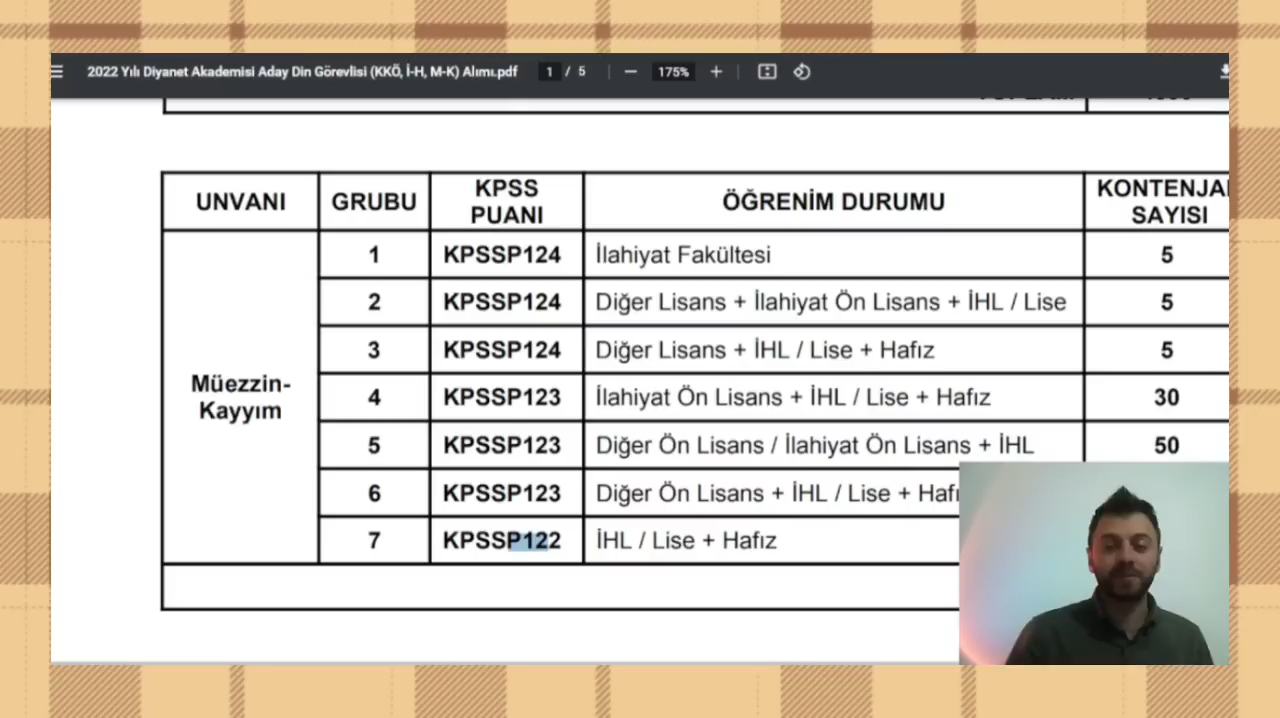 2022 Yılı Diyanet Akademisi Aday Din Görevlisi (KKÖ, İ-H, M-K) Alımı.pdf 1 / 5 — 175% +
UNVANI GRUBU KPSS PUANI ÖĞRENİM DURUMU SAYISI
1 KPSSP124 İlahiyat Fakültesi 5
2 KPSSP124 Diğer Lisans + İlahiyat Ön Lisans + İHL / Lise 5
3 KPSSP124 Diğer Lisans + İHL / Lise + Hafız 5
Müezzin-Kayyım 4 KPSSP123 İlahiyat Ön Lisans + İHL / Lise + Hafız 30
5 KPSSP123 Diğer Ön Lisans / İlahiyat Ön Lisans + İHL 50
6 KPSSP123 Diğer Ön Lisans + İHL / Lise +
7 KPSSP122 İHL / Lise + Hafız